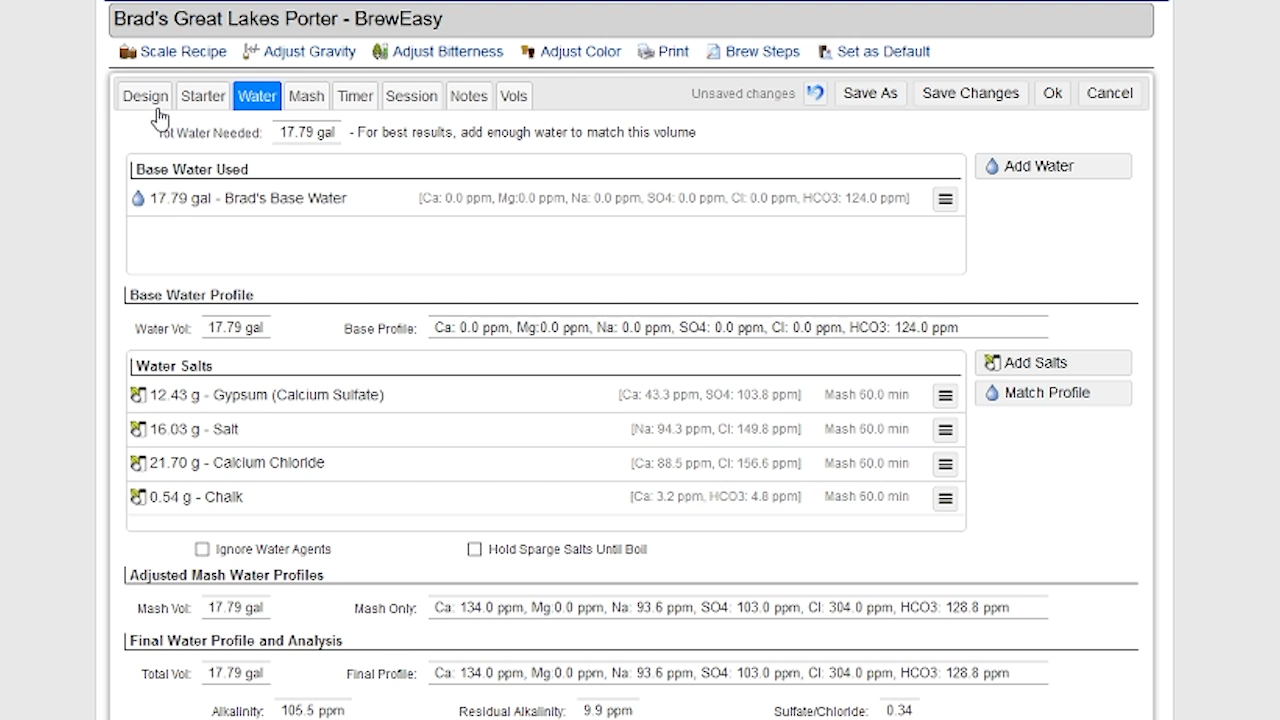 Brad's Great Lakes Porter - BrewEasy
Scale Recipe Adjust Gravity Adjust Bitterness Adjust Color Print Brew Steps Set as Default
Design Starter Water Mash Timer Session Notes Vols Unsaved changes Save As Save Changes Ok Cancel
Water Needed: 17.79 gal - For best results, add enough water to match this volume
Base Water Used Add Water
17.79 gal - Brad's Base Water [Ca: 0.0 ppm, Mg:0.0 ppm, Na: 0.0 ppm, SO4: 0.0 ppm, Cl: 0.0 ppm, HCO3: 124.0 ppm]
Base Water Profile
Water Vol: 17.79 gal Base Profile: Ca: 0.0 ppm, Mg:0.0 ppm, Na: 0.0 ppm, SO4: 0.0 ppm, Cl: 0.0 ppm, HCO3: 124.0 ppm
Water Salts Add Salts
12.43 g - Gypsum (Calcium Sulfate) [Ca: 43.3 ppm, SO4: 103.8 ppm] Mash 60.0 min Match Profile
16.03 g - Salt [Na: 94.3 ppm, Cl: 149.8 ppm] Mash 60.0 min
21.70 g - Calcium Chloride [Ca: 88.5 ppm, Cl: 156.6 ppm] Mash 60.0 min
0.54 g - Chalk [Ca: 3.2 ppm, HCO3: 4.8 ppm] Mash 60.0 min
Ignore Water Agents Hold Sparge Salts Until Boil
Adjusted Mash Water Profiles
Mash Vol: 17.79 gal Mash Only: Ca: 134.0 ppm, Mg:0.0 ppm, Na: 93.6 ppm, SO4: 103.0 ppm, Cl: 304.0 ppm, HCO3: 128.8 ppm
Final Water Profile and Analysis
Total Vol: 17.79 gal Final Profile: Ca: 134.0 ppm, Mg:0.0 ppm, Na: 93.6 ppm, SO4: 103.0 ppm, Cl: 304.0 ppm, HCO3: 128.8 ppm
Alkalinity: 105.5 ppm Residual Alkalinity: 9.9 ppm Sulfate/Chloride: 0.34